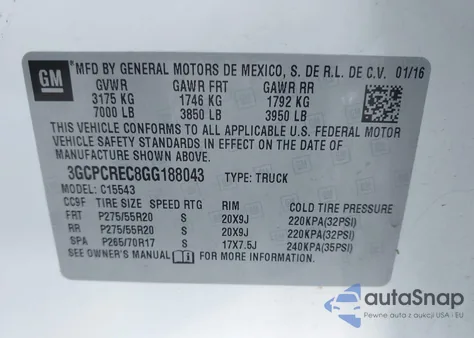 GM
MFD BY GENERAL MOTORS DE MEXICO, S. DE R.L. DE C.V. 01/16
GVWR GAWR FRT GAWR RR
3175 KG 1746 KG 1792 KG
7000 LB 3850 LB 3950 LB
THIS VEHICLE CONFORMS TO ALL APPLICABLE U.S. FEDERAL MOTOR
VEHICLE SAFETY STANDARDS IN EFFECT ON THE DATE OF
MANUFACTURE SHOWN ABOVE.
3GCPCREC8GG188043 TYPE: TRUCK
MODEL: C15543
CC9F TIRE SIZE SPEED RTG RIM COLD TIRE PRESSURE
FRT P275/55R20 S 20X9J 220KPA(32PSI)
RR P275/55R20 S 20X9J 220KPA(32PSI)
SPA P265/70R17 S 17X7.5J 240KPA(35PSI)
SEE OWNER'S MANUAL i FOR MORE INFORMATION.
autoSnap
Pewne auta z USA i EU